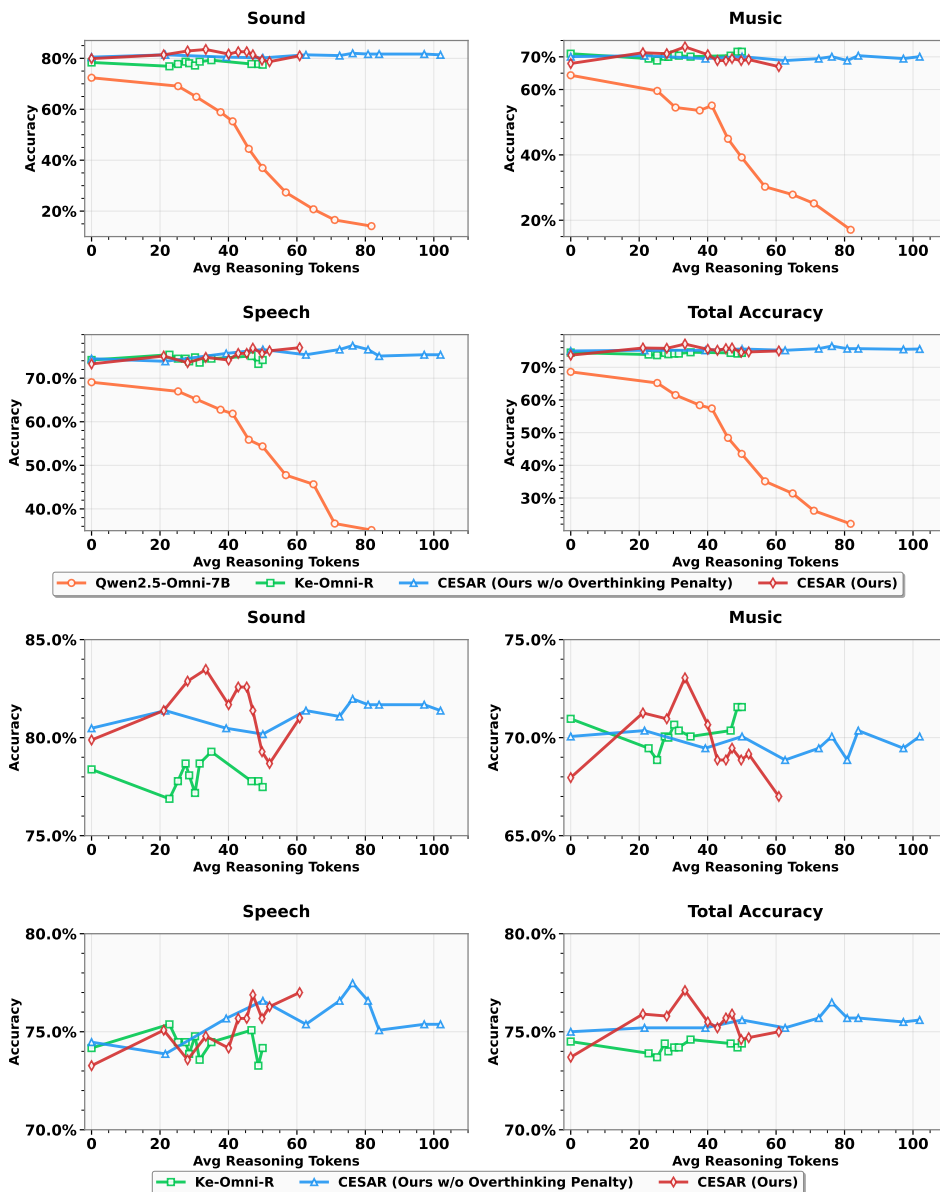 Sound
Music
80%
60%
40%
20%
Accuracy
0 20 40 60 80 100
Avg Reasoning Tokens
70%
60%
40%
20%
Accuracy
0 20 40 60 80 100
Avg Reasoning Tokens
Speech
Total Accuracy
70.0%
60.0%
50.0%
40.0%
Accuracy
0 20 40 60 80 100
Avg Reasoning Tokens
70%
60%
50%
40%
30%
Accuracy
0 20 40 60 80 100
Avg Reasoning Tokens
Qwen2.5-Omni-7B Ke-Omni-R CESAR (Ours w/o Overthinking Penalty) CESAR (Ours)
Sound
Music
85.0%
80.0%
75.0%
Accuracy
0 20 40 60 80 100
Avg Reasoning Tokens
75.0%
70.0%
65.0%
Accuracy
0 20 40 60 80 100
Avg Reasoning Tokens
Speech
Total Accuracy
80.0%
75.0%
70.0%
Accuracy
0 20 40 60 80 100
Avg Reasoning Tokens
80.0%
75.0%
70.0%
Accuracy
0 20 40 60 80 100
Avg Reasoning Tokens
Ke-Omni-R CESAR (Ours w/o Overthinking Penalty) CESAR (Ours)